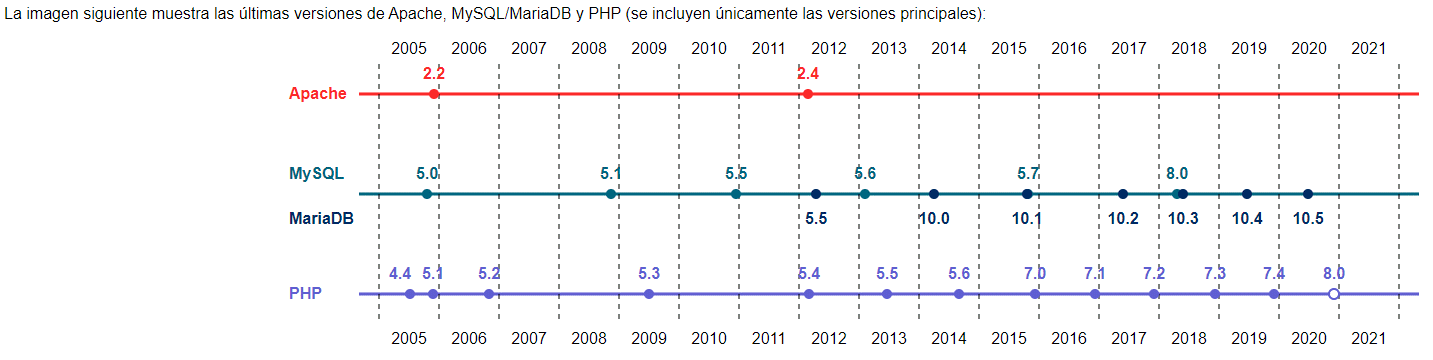 La imagen siguiente muestra las últimas versiones de Apache, MySQL/MariaDB y PHP (se incluyen únicamente las versiones principales):
2005 2006 2007 2008 2009 2010 2011 2012 2013 2014 2015 2016 2017 2018 2019 2020 2021
2.2 2.4
Apache
5.0 5.1 5.5 5.6 5.7 8.0
MySQL
MariaDB 5.5 10.0 10.1 10.2 10.3 10.4 10.5
4.4 5.1 5.2 5.3 5.4 5.5 5.6 7.0 7.1 7.2 7.3 7.4 8.0
PHP
2005 2006 2007 2008 2009 2010 2011 2012 2013 2014 2015 2016 2017 2018 2019 2020 2021